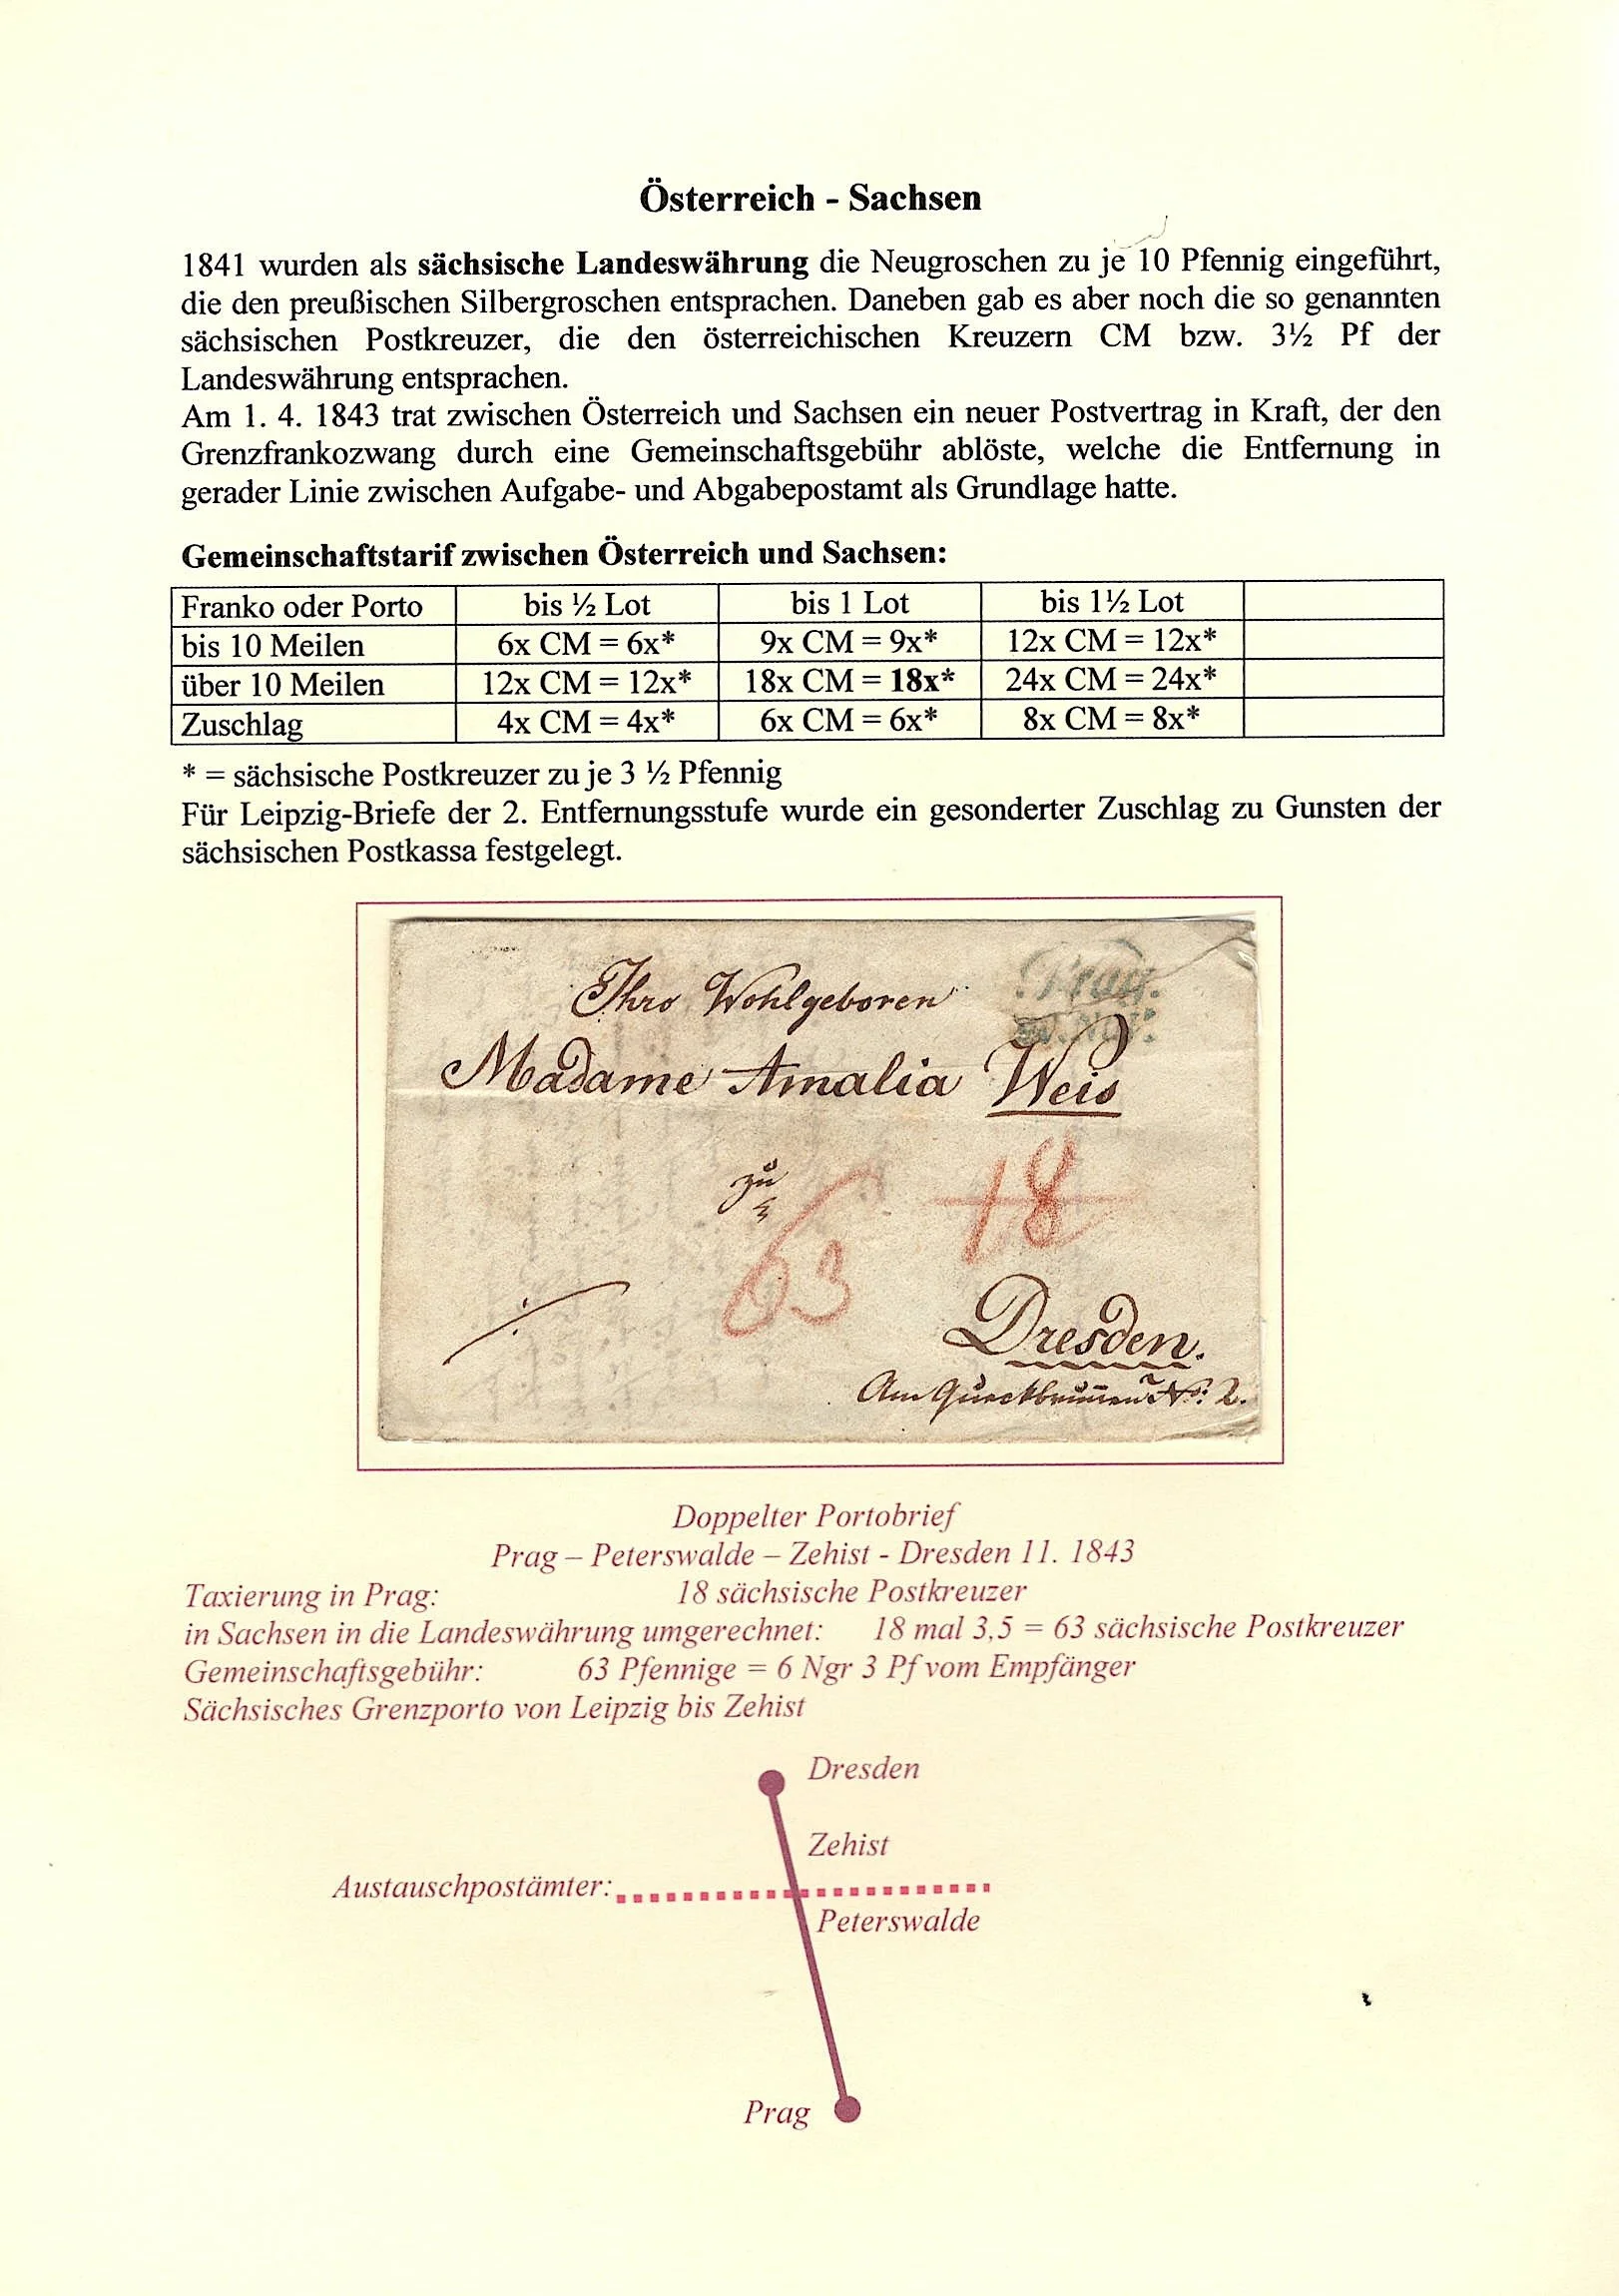 Österreich - Sachsen
1841 wurden als sächsische Landeswährung die Neugroschen zu je 10 Pfennig eingeführt,
die den preußischen Silbergroschen entsprachen. Daneben gab es aber noch die so genannten
sächsischen Postkreuzer, die den österreichischen Kreuzern CM bzw. 3½ Pf der
Landeswährung entsprachen.
Am 1. 4. 1843 trat zwischen Österreich und Sachsen ein neuer Postvertrag in Kraft, der den
Grenzfrankozwang durch eine Gemeinschaftsgebühr ablöste, welche die Entfernung in
gerader Linie zwischen Aufgabe- und Abgabepostamt als Grundlage hatte.
Gemeinschaftstarif zwischen Österreich und Sachsen:
Franko oder Porto bis ½ Lot bis 1 Lot bis 1½ Lot
bis 10 Meilen 6x CM = 6x* 9x CM = 9x* 12x CM = 12x*
über 10 Meilen 12x CM = 12x* 18x CM = 18x* 24x CM = 24x*
Zuschlag 4x CM = 4x* 6x CM = 6x* 8x CM = 8x*
* = sächsische Postkreuzer zu je 3 ½ Pfennig
Für Leipzig-Briefe der 2. Entfernungsstufe wurde ein gesonderter Zuschlag zu Gunsten der
sächsischen Postkassa festgelegt.
Prag.
Ihro Wohlgeboren
Madame Amalia Weis
zu
18
63
Dresden.
Am Queckbrunnen No: 2.
Doppelter Portobrief
Prag – Peterswalde – Zehist - Dresden 11. 1843
Taxierung in Prag: 18 sächsische Postkreuzer
in Sachsen in die Landeswährung umgerechnet: 18 mal 3,5 = 63 sächsische Postkreuzer
Gemeinschaftsgebühr: 63 Pfennige = 6 Ngr 3 Pf vom Empfänger
Sächsisches Grenzporto von Leipzig bis Zehist
Dresden
Zehist
Austauschpostämter:
Peterswalde
Prag